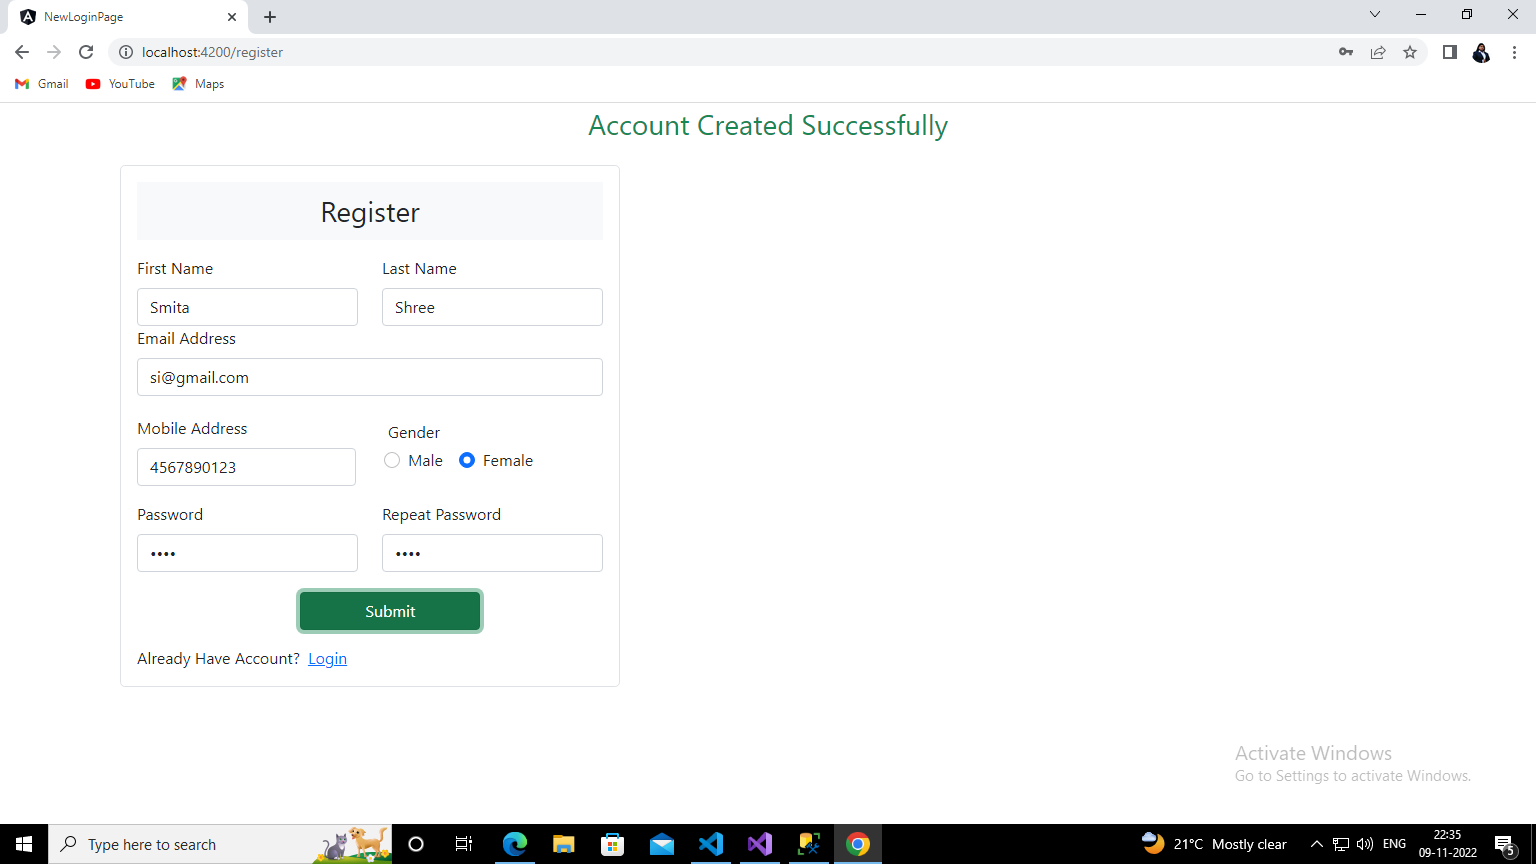 NewLoginPage
localhost:4200/register
Gmail YouTube Maps
Account Created Successfully
Register
First Name Last Name
Smita Shree
Email Address
si@gmail.com
Mobile Address Gender
4567890123 Male Female
Password Repeat Password
•••• ••••
Submit
Already Have Account? Login
Activate Windows
Go to Settings to activate Windows.
Type here to search 21°C Mostly clear ENG 22:35
09-11-2022 5